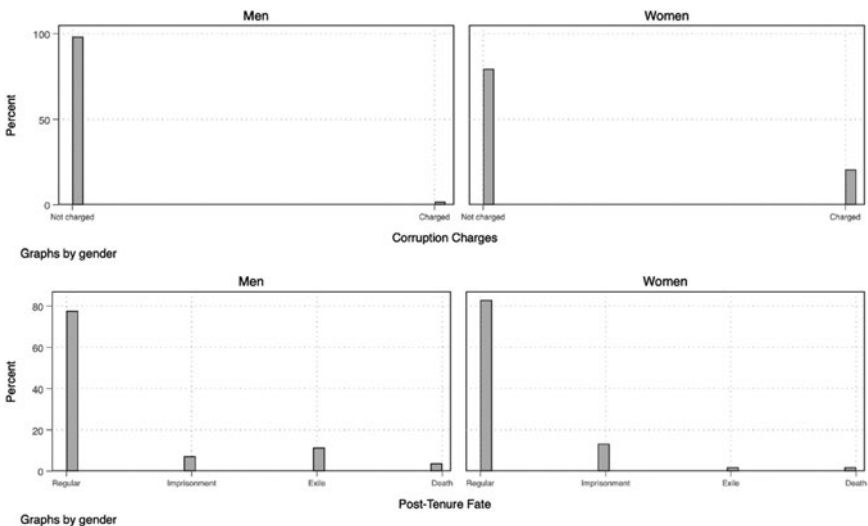 Men
Women
100
50
0
Percent
Not charged
Charged
Not charged
Charged
Corruption Charges
Graphs by gender
Men
Women
80
60
40
20
0
Percent
Regular
Imprisonment
Exile
Death
Regular
Imprisonment
Exile
Death
Post-Tenure Fate
Graphs by gender